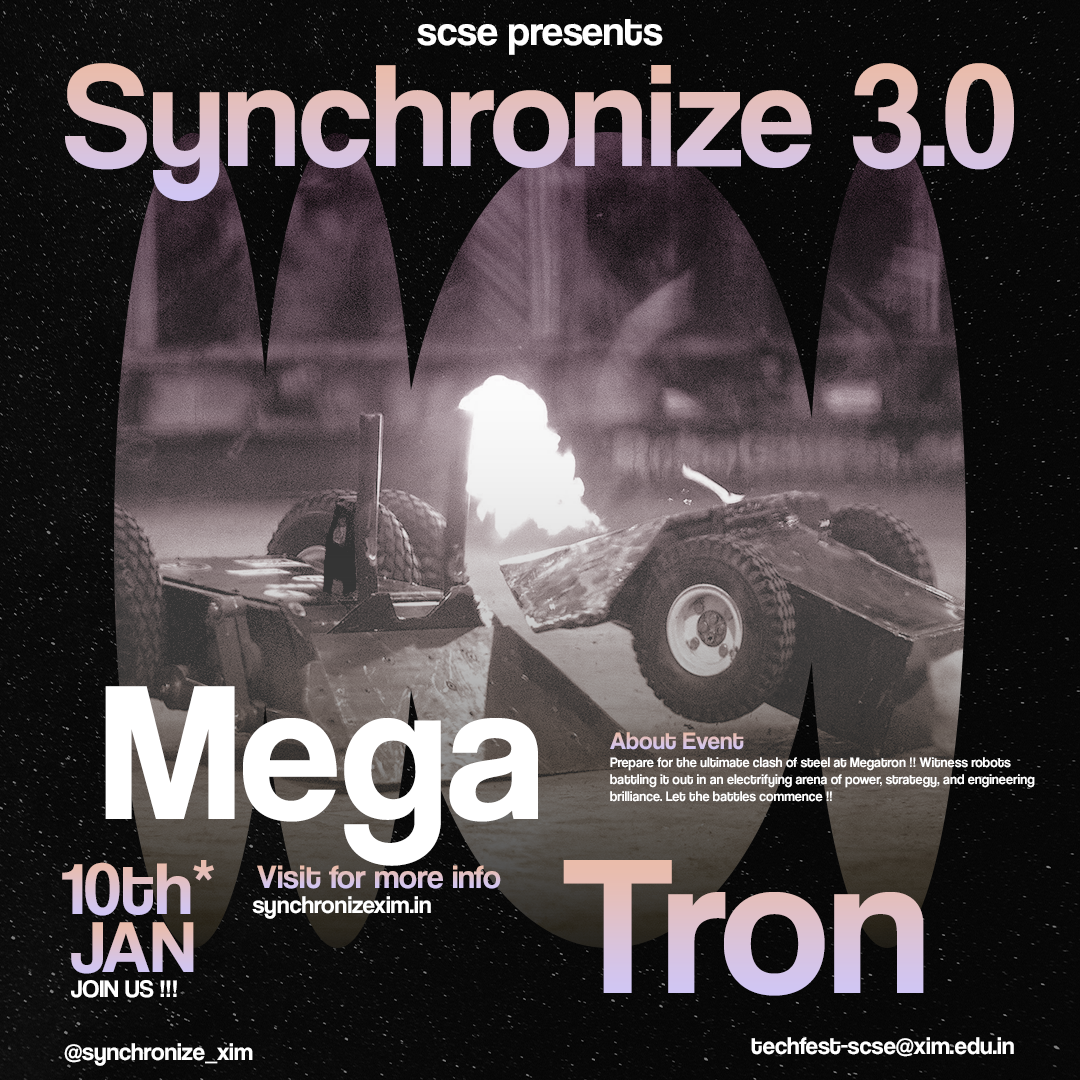 scse presents
Synchronize 3.0
Mega
About Event
Prepare for the ultimate clash of steel at Megatron !! Witness robots
battling it out in an electrifying arena of power, strategy, and engineering
brilliance. Let the battles commence !!
Tron
10th*
JAN
JOIN US !!!
Visit for more info
synchronizexim.in
@synchronize_xim
techfest-scse@xim.edu.in